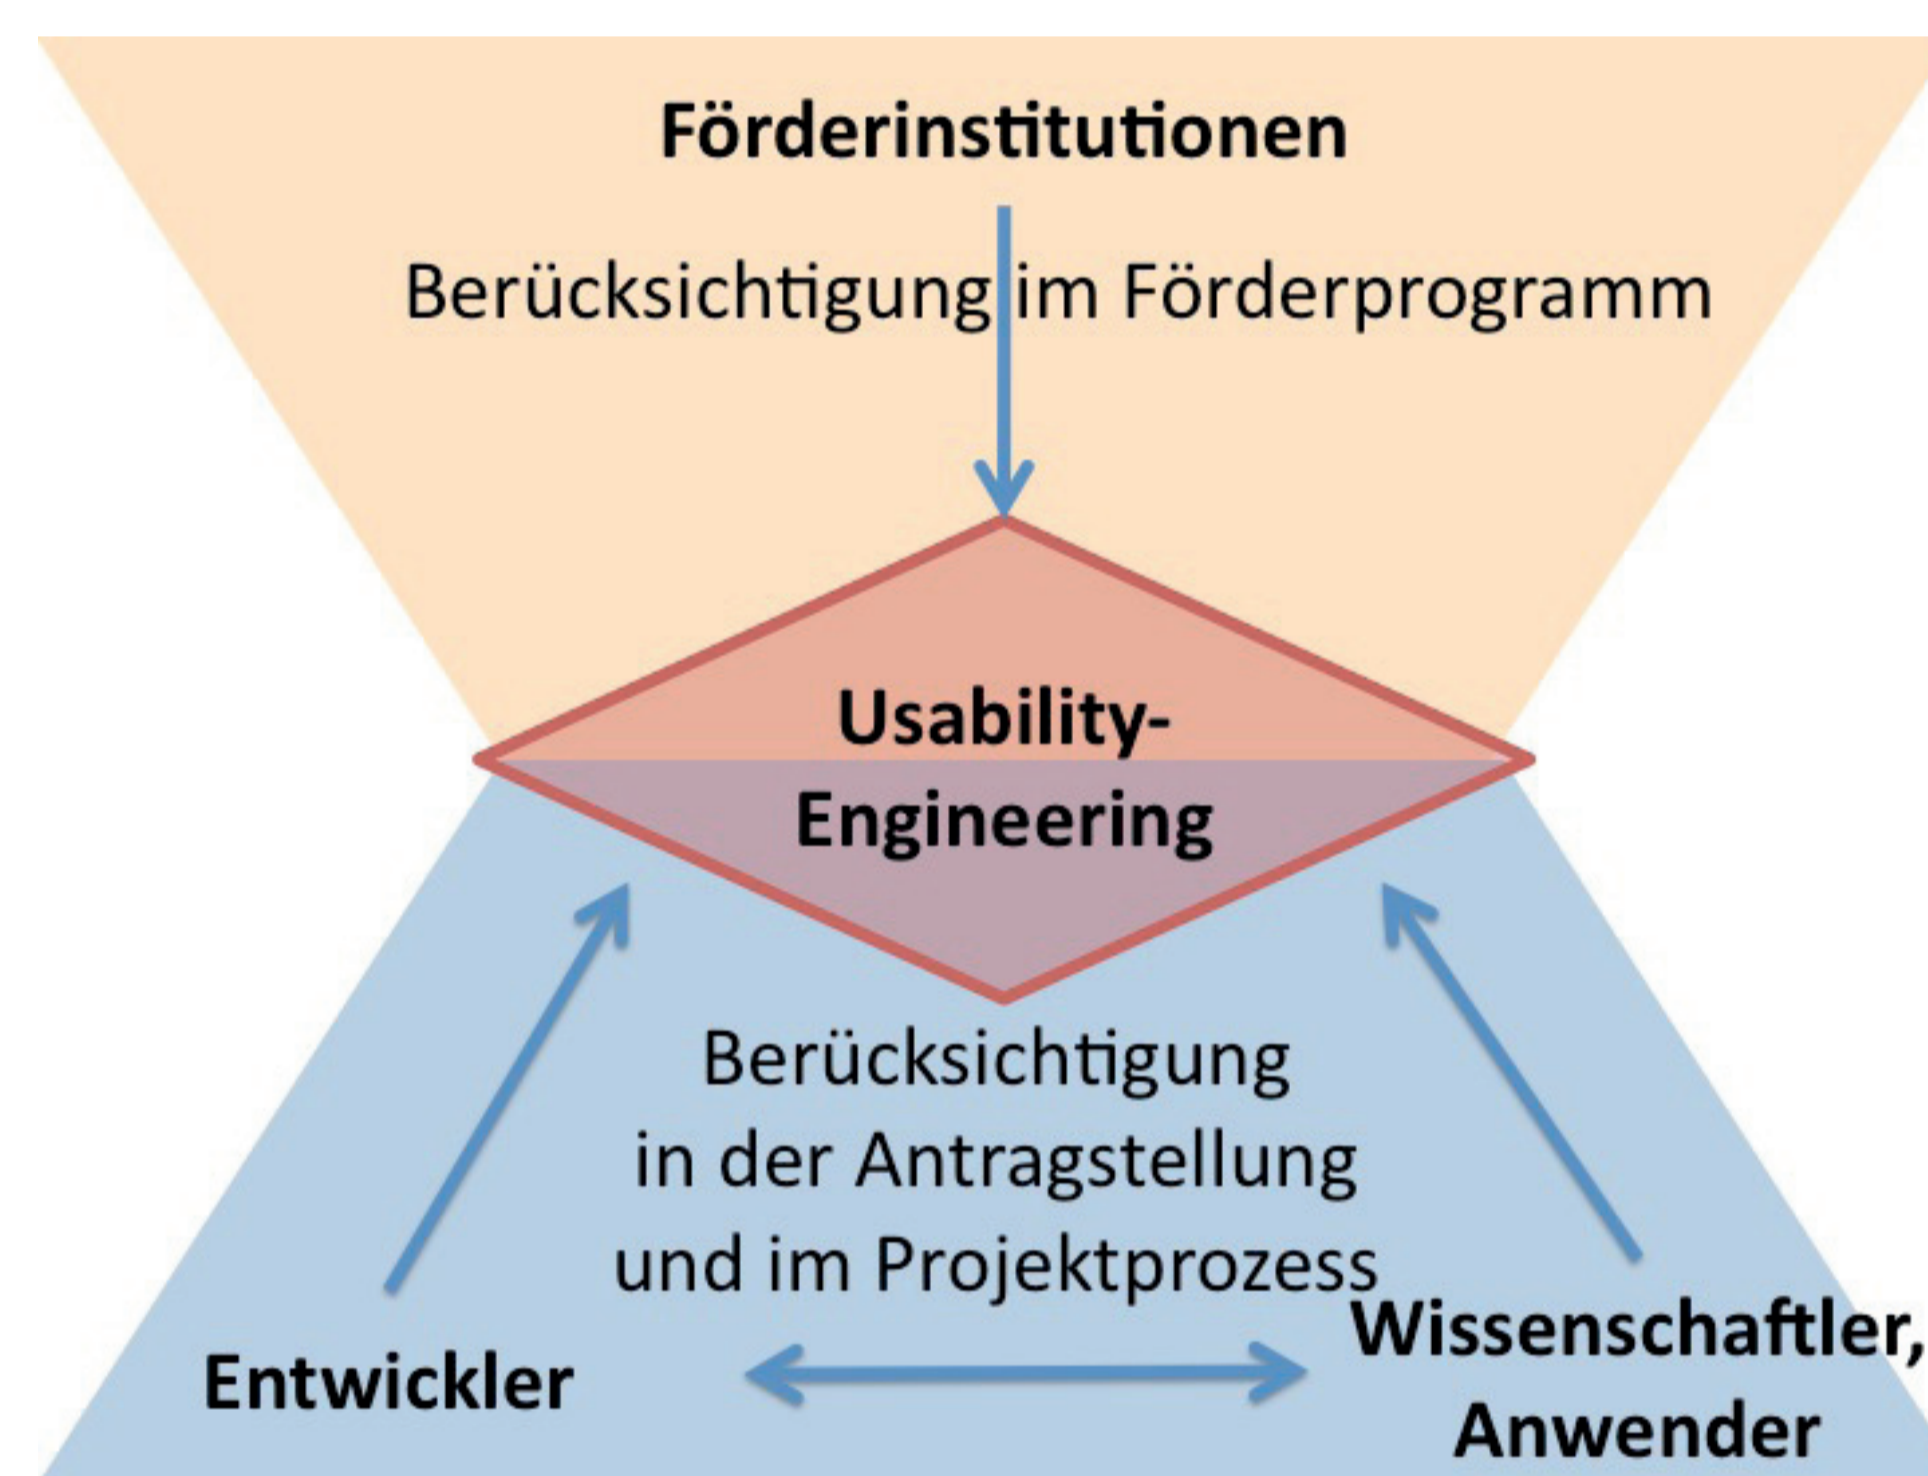 Förderinstitutionen
Berücksichtigung im Förderprogramm
Usability-
Engineering
Berücksichtigung
in der Antragstellung
und im Projektprozess
Entwickler
Wissenschaftler,
Anwender